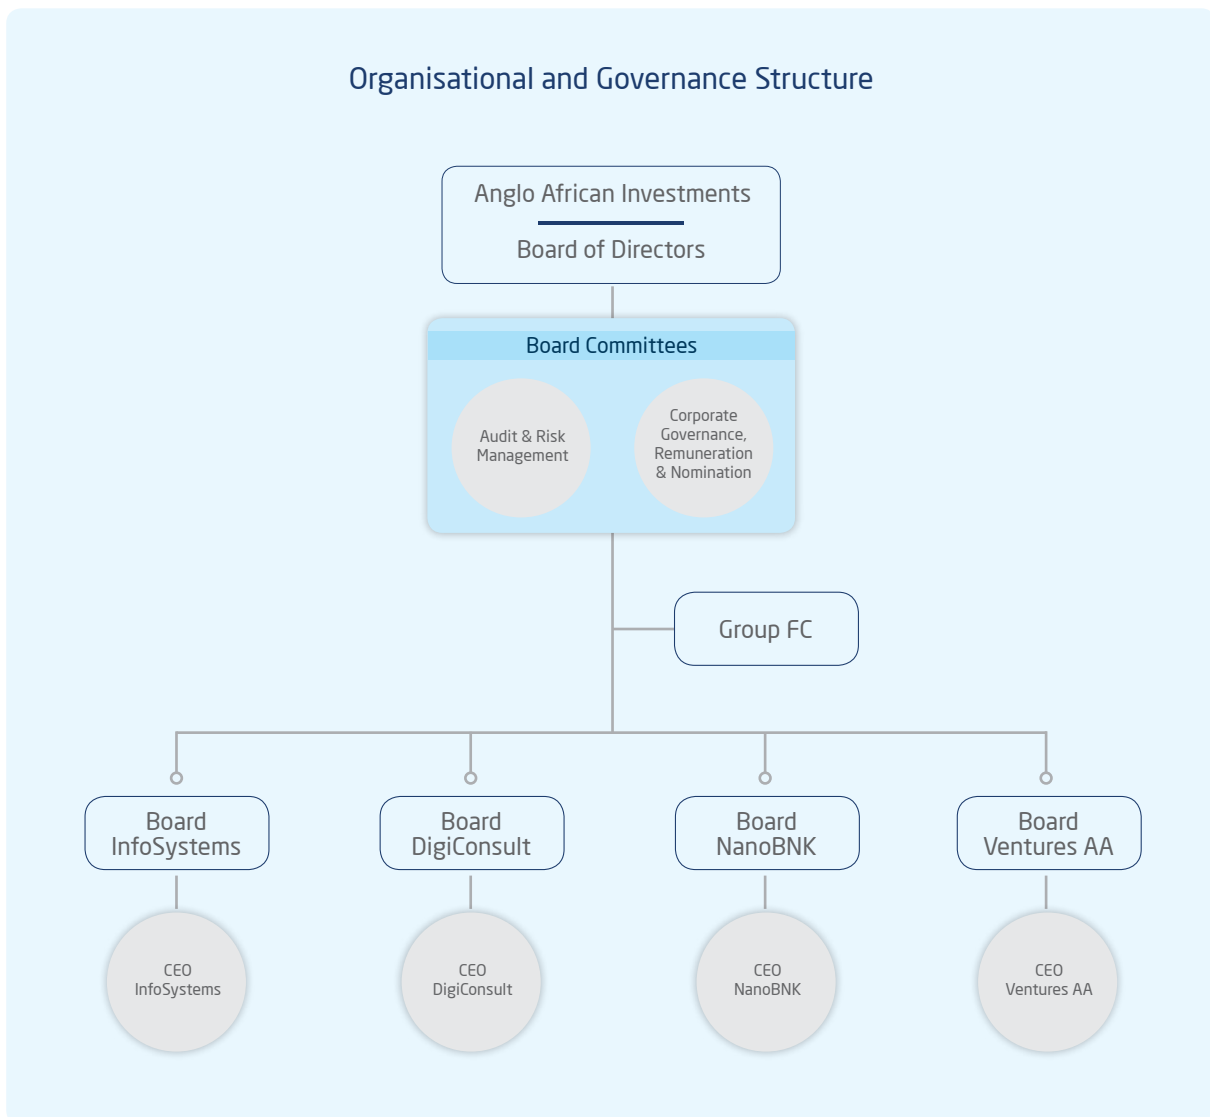 Organisational and Governance Structure
Anglo African Investments
Board of Directors
Board Committees
Audit & Risk
Management
Corporate
Governance,
Remuneration
& Nomination
Group FC
Board
InfoSystems
Board
DigiConsult
Board
NanoBNK
Board
Ventures AA
CEO
InfoSystems
CEO
DigiConsult
CEO
NanoBNK
CEO
Ventures AA